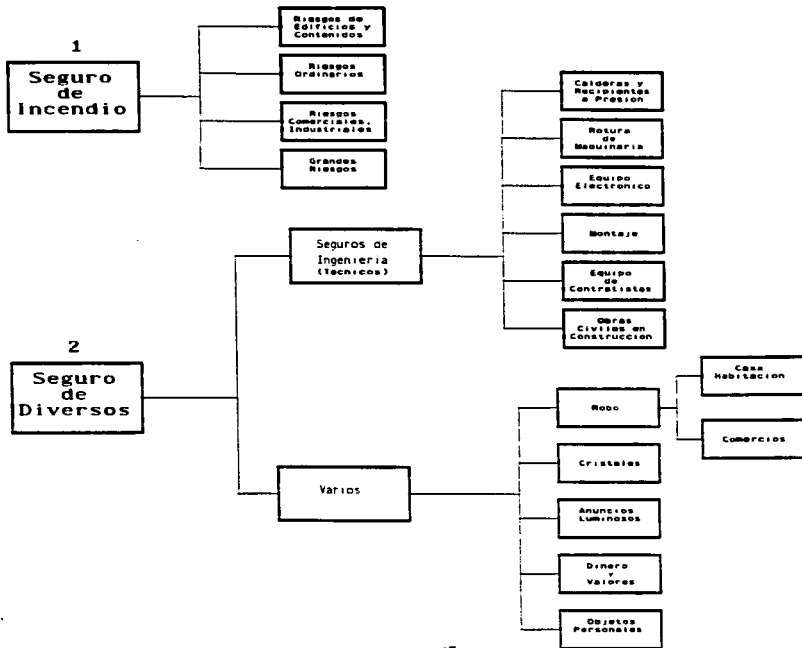 1
Seguro
de
Incendio
Riesgos de
Edificios y
Contenidos
Riesgos
Ordinarios
Riesgos
Comerciales,
Industriales
Grandes
Riesgos
2
Seguro
de
Diversos
Seguros de
Ingenieria
(Tecnicos)
Calderas y
Recipientes
a Presion
Rotura
de
Maquinaria
Equipo
Electronico
Montaje
Equipo
de
Contratistas
Obras
Civiles en
Construccion
Varios
Robo
Casa
Habitacion
Comercios
Cristales
Anuncios
Luminosos
Dinero
y
Valores
Objetos
Personales